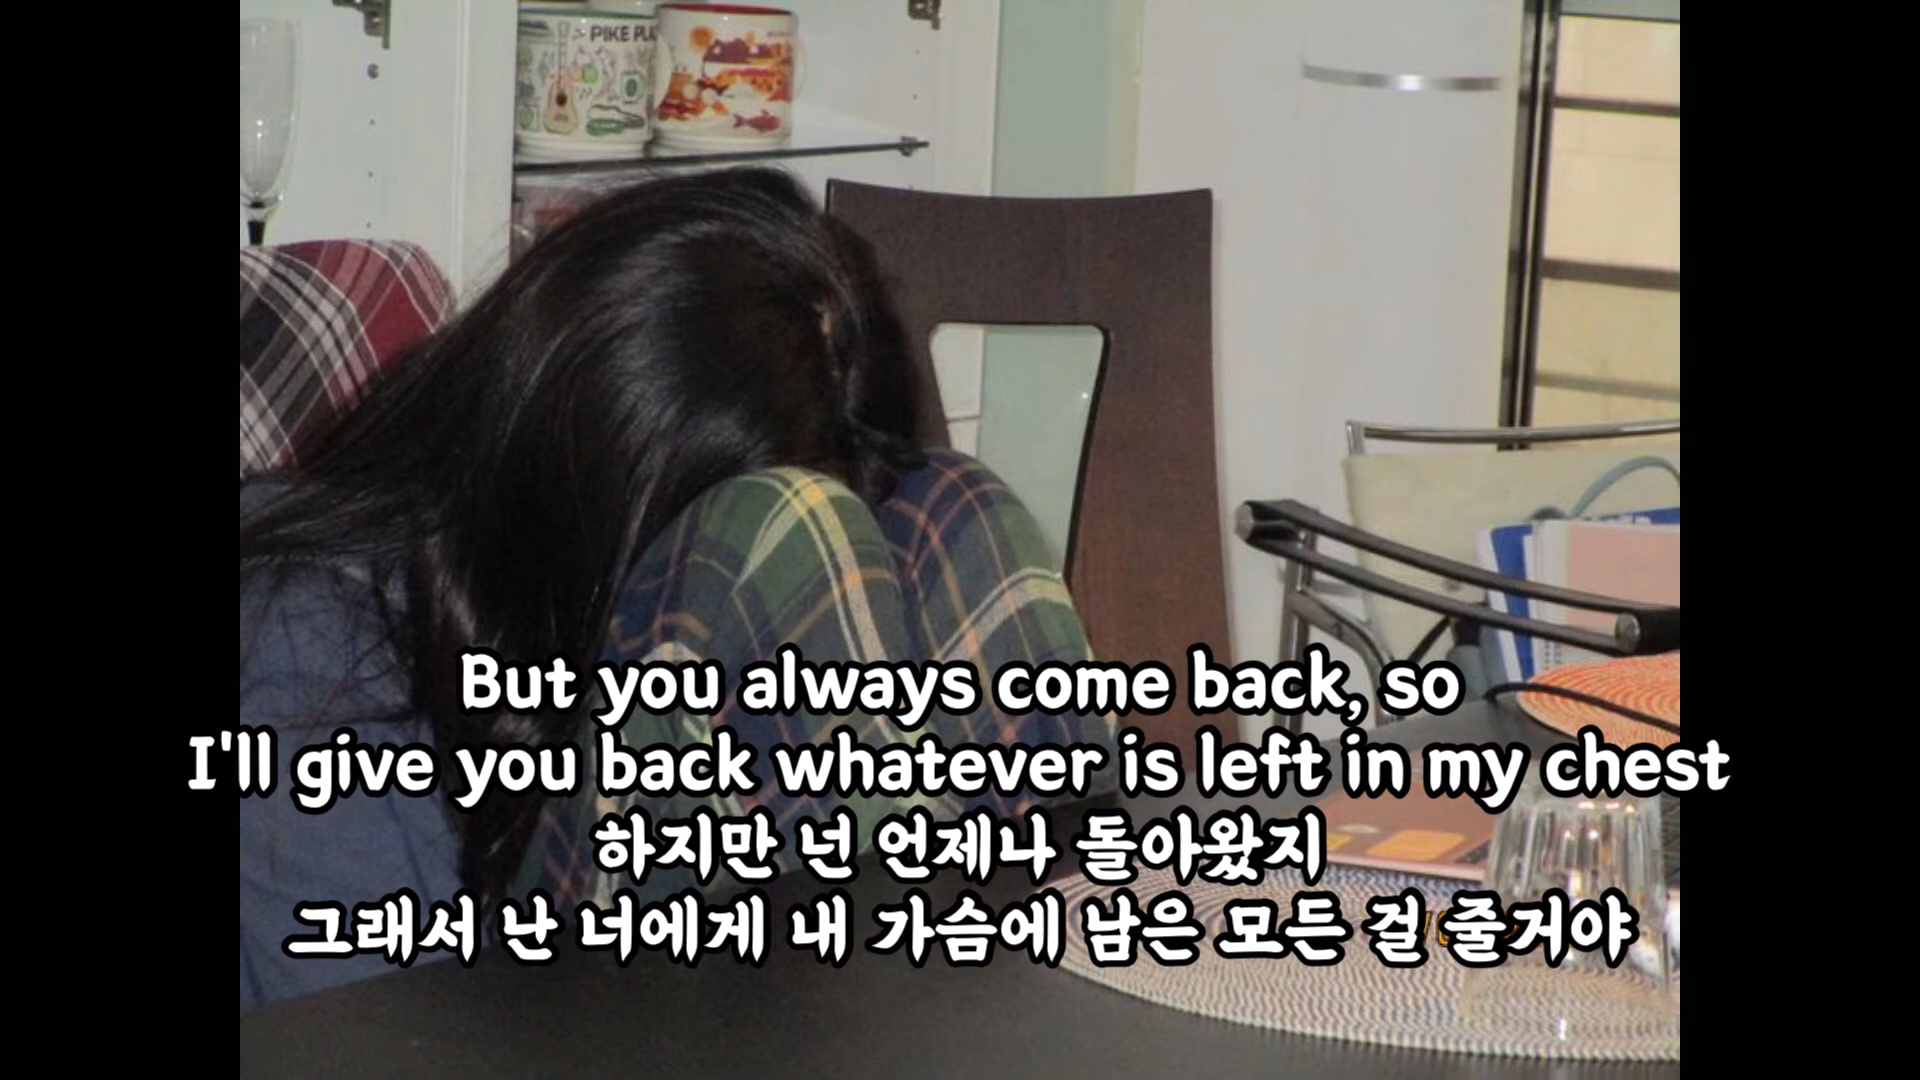 PIKE PLA
But you always come back, so
I'll give you back whatever is left in my chest
하지만 넌 언제나 돌아왔지
그래서 난 너에게 내 가슴에 남은 모든 걸 줄거야